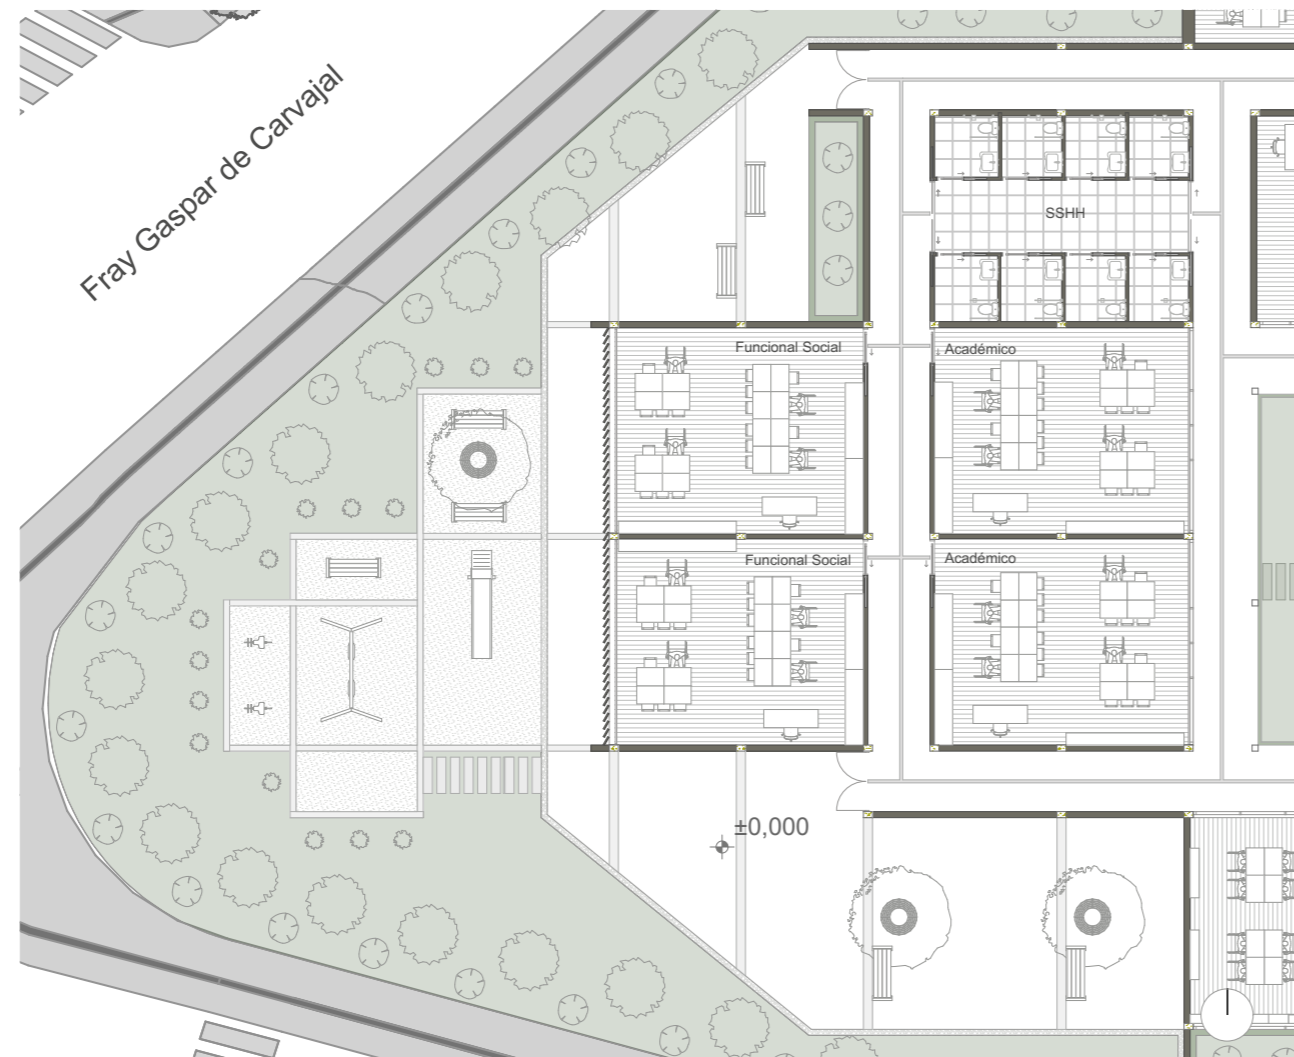 Fray Gaspar de Carvajal
SSHH
Funcional Social
Académico
Funcional Social
Académico
±0,000